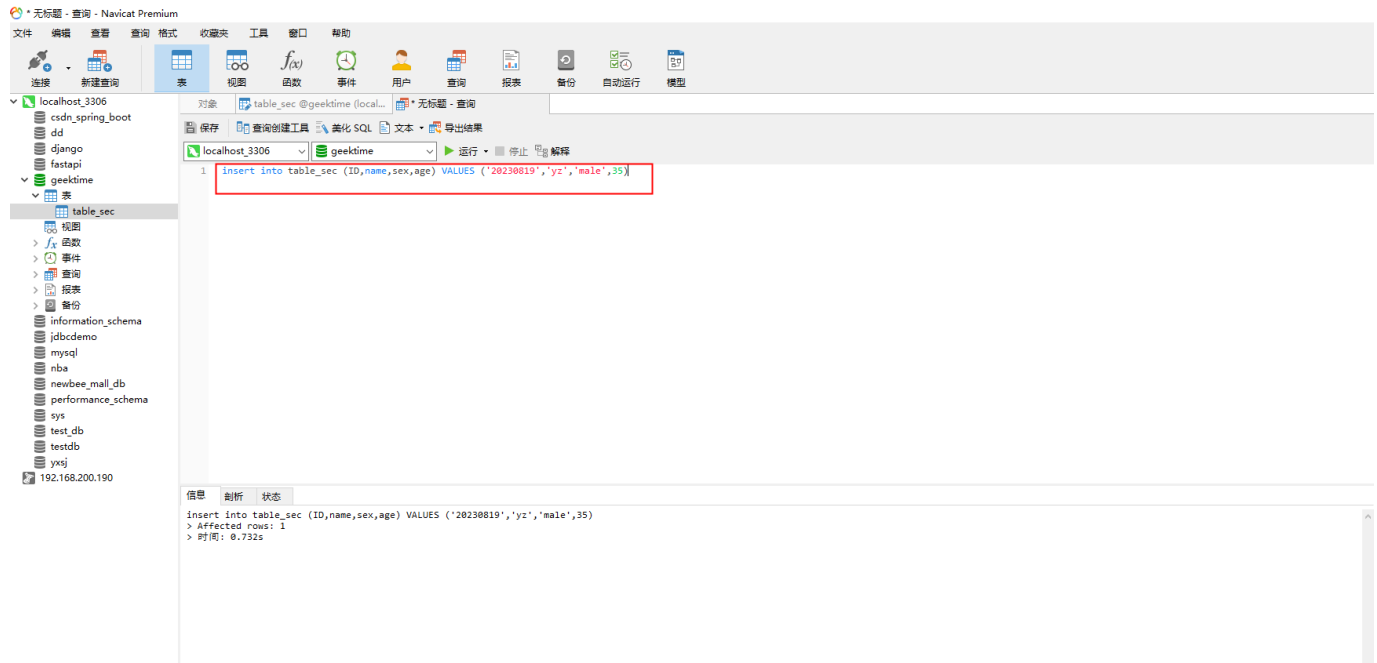 * 无标题 - 查询 - Navicat Premium
文件 编辑 查看 查询 格式 收藏夹 工具 窗口 帮助
连接 新建查询 表 视图 函数 事件 用户 查询 报表 备份 自动运行 模型
localhost_3306
csdn_spring_boot
dd
django
fastapi
geektime
表
table_sec
视图
函数
事件
查询
报表
备份
information_schema
jdbcdemo
mysql
nba
newbee_mall_db
performance_schema
sys
test_db
testdb
yxsj
192.168.200.190
对象 table_sec @geektime (local... * 无标题 - 查询
保存 查询创建工具 美化 SQL 文本 导出结果
localhost_3306 geektime 运行 停止 解释
1 insert into table_sec (ID,name,sex,age) VALUES ('20230819','yz','male',35)
信息 剖析 状态
insert into table_sec (ID,name,sex,age) VALUES ('20230819','yz','male',35)
> Affected rows: 1
> 时间: 0.732s